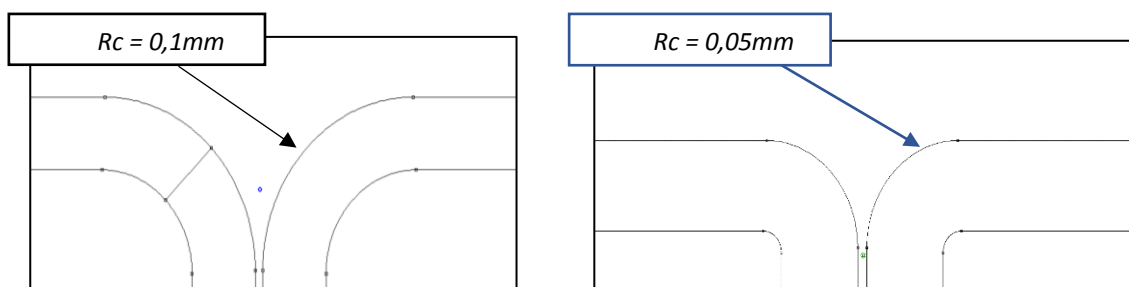 Rc = 0,1mm
Rc = 0,05mm